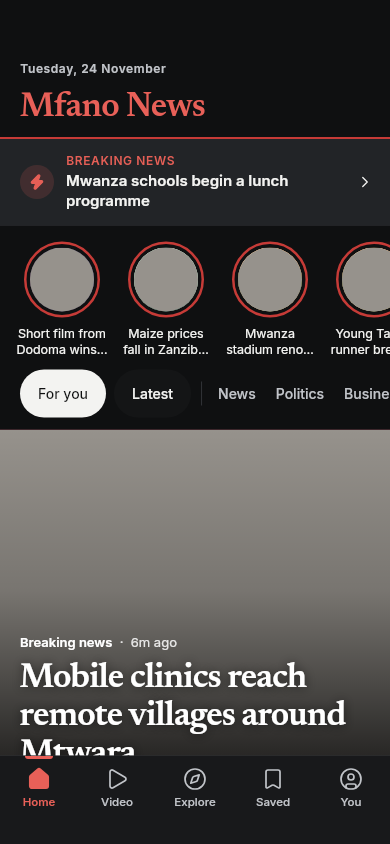 Tuesday, 24 November
Mfano News
BREAKING NEWS
Mwanza schools begin a lunch
programme
Short film from
Dodoma wins...
Maize prices
fall in Zanzib...
Mwanza
stadium reno...
Young Ta
runner bre
For you
Latest
News
Politics
Busine
Breaking news · 6m ago
Mobile clinics reach
remote villages around
Mtwara
Home
Video
Explore
Saved
You